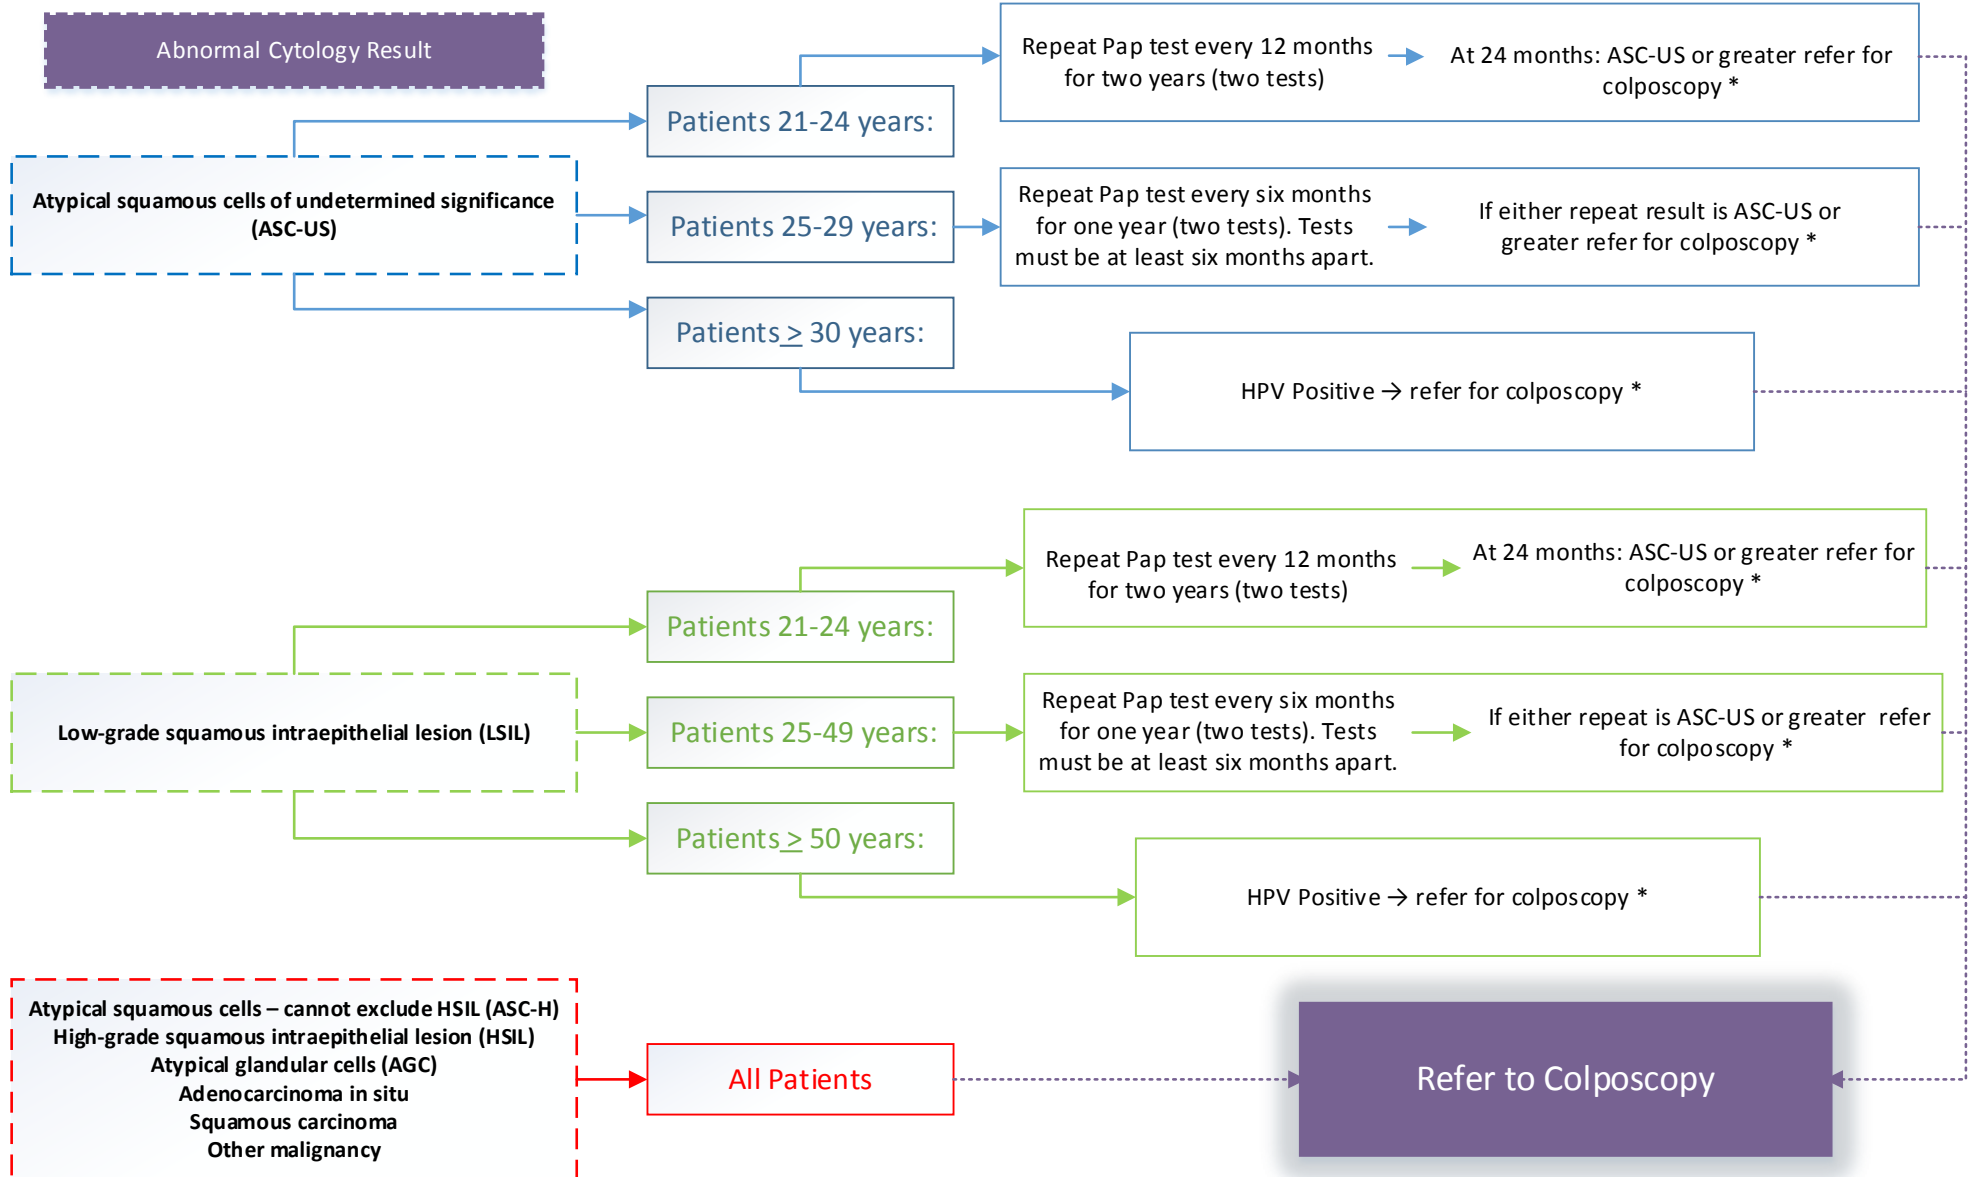 Abnormal Cytology Result
Atypical squamous cells of undetermined significance
(ASC-US)
Patients 21-24 years:
Repeat Pap test every 12 months
for two years (two tests)
At 24 months: ASC-US or greater refer for
colposcopy *
Patients 25-29 years:
Repeat Pap test every six months
for one year (two tests). Tests
must be at least six months apart.
If either repeat result is ASC-US or
greater refer for colposcopy *
Patients > 30 years:
HPV Positive → refer for colposcopy *
Low-grade squamous intraepithelial lesion (LSIL)
Patients 21-24 years:
Repeat Pap test every 12 months
for two years (two tests)
At 24 months: ASC-US or greater refer for
colposcopy *
Patients 25-49 years:
Repeat Pap test every six months
for one year (two tests). Tests
must be at least six months apart.
If either repeat is ASC-US or greater refer
for colposcopy *
Patients > 50 years:
HPV Positive → refer for colposcopy *
Atypical squamous cells – cannot exclude HSIL (ASC-H)
High-grade squamous intraepithelial lesion (HSIL)
Atypical glandular cells (AGC)
Adenocarcinoma in situ
Squamous carcinoma
Other malignancy
All Patients
Refer to Colposcopy